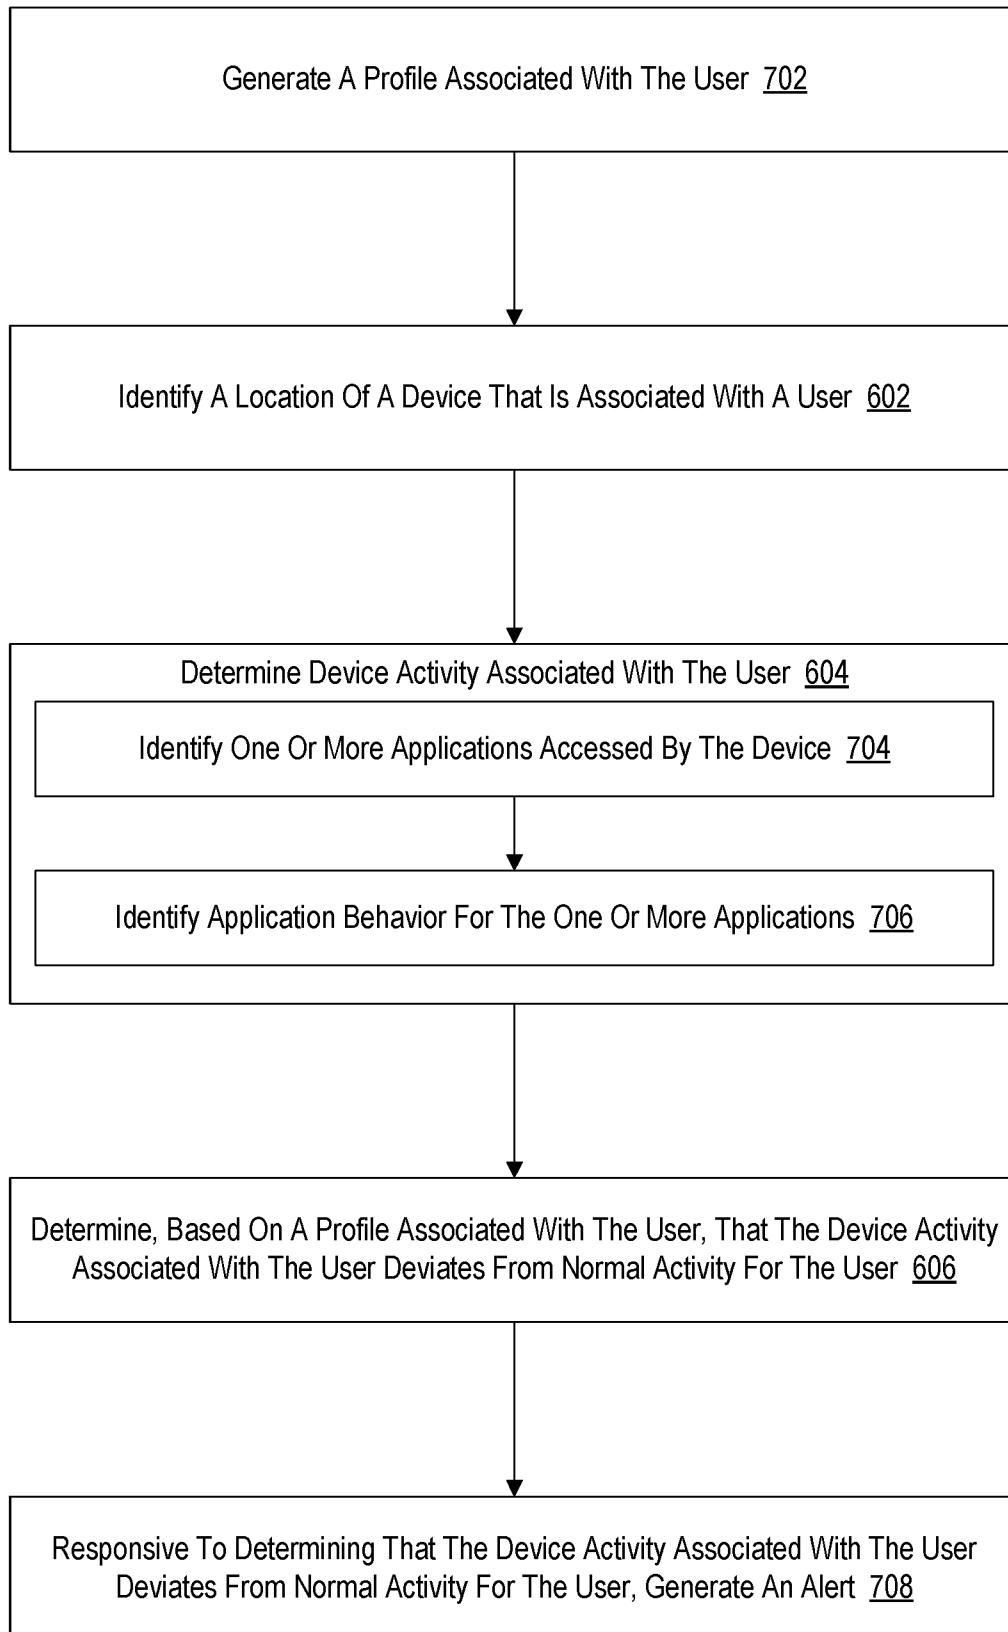 Generate A Profile Associated With The User 702
Identify A Location Of A Device That Is Associated With A User 602
Determine Device Activity Associated With The User 604
Identify One Or More Applications Accessed By The Device 704
Identify Application Behavior For The One Or More Applications 706
Determine, Based On A Profile Associated With The User, That The Device Activity
Associated With The User Deviates From Normal Activity For The User 606
Responsive To Determining That The Device Activity Associated With The User
Deviates From Normal Activity For The User, Generate An Alert 708